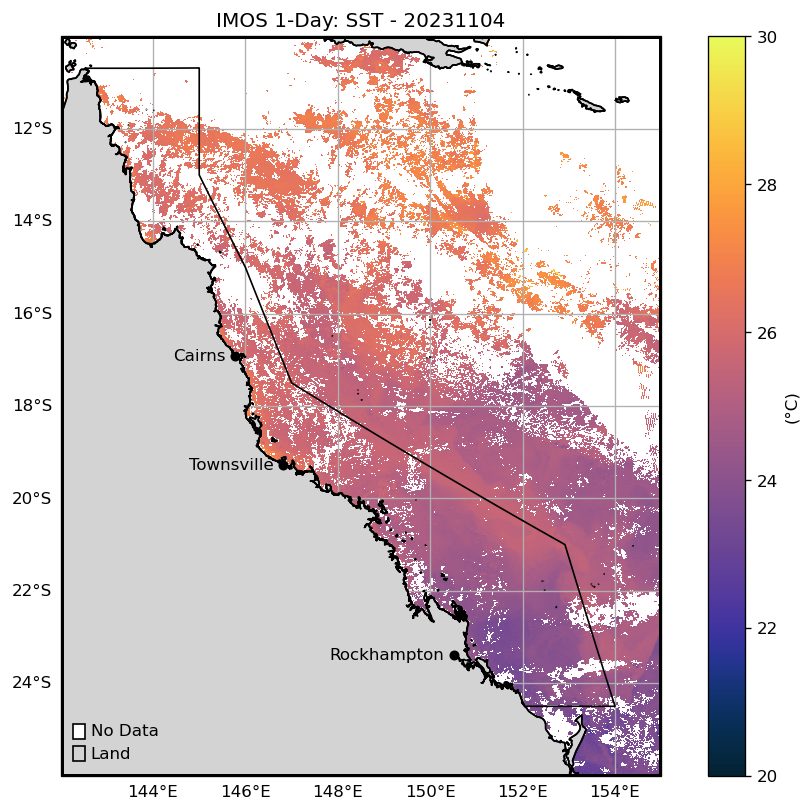 IMOS 1-Day: SST - 20231104
12°S
14°S
16°S
18°S
20°S
22°S
24°S
Cairns
Townsville
Rockhampton
No Data
Land
144°E
146°E
148°E
150°E
152°E
154°E
30
28
26
24
22
20
(°C)